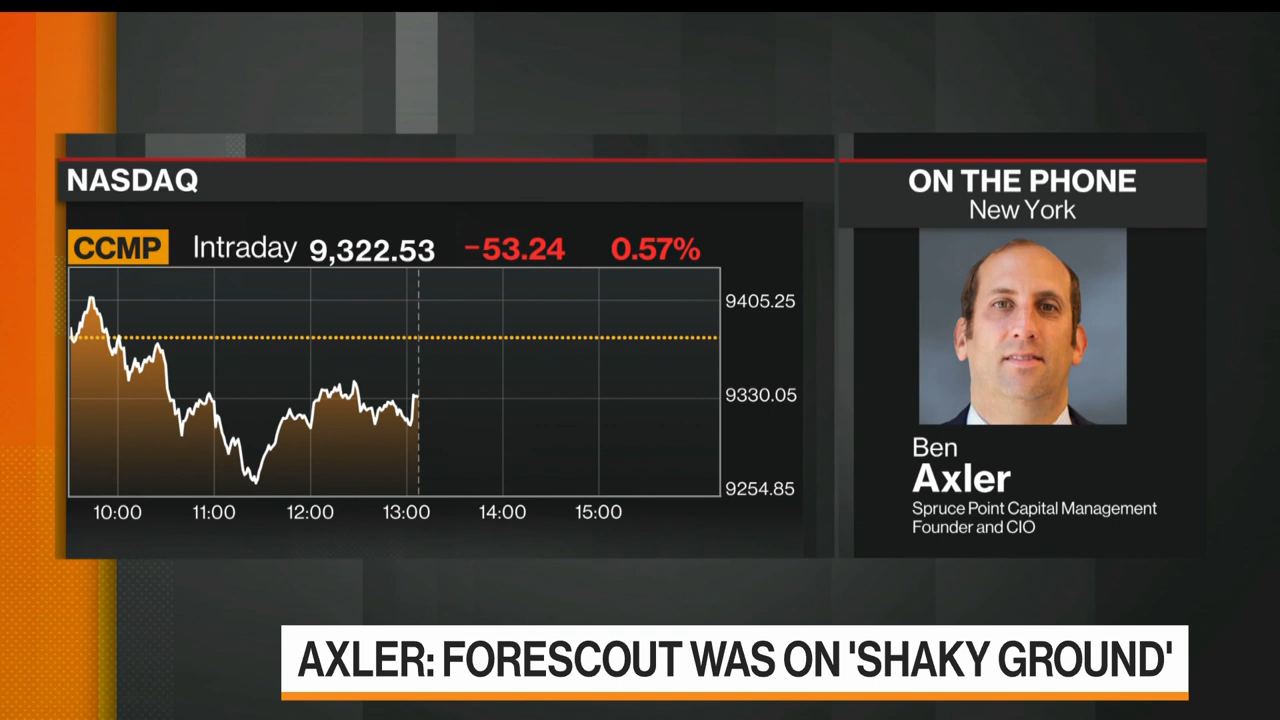 NASDAQ
CCMP Intraday 9,322.53 -53.24 0.57%
9405.25
9330.05
9254.85
10:00 11:00 12:00 13:00 14:00 15:00
ON THE PHONE
New York
Ben
Axler
Spruce Point Capital Management
Founder and CIO
AXLER: FORESCOUT WAS ON 'SHAKY GROUND'